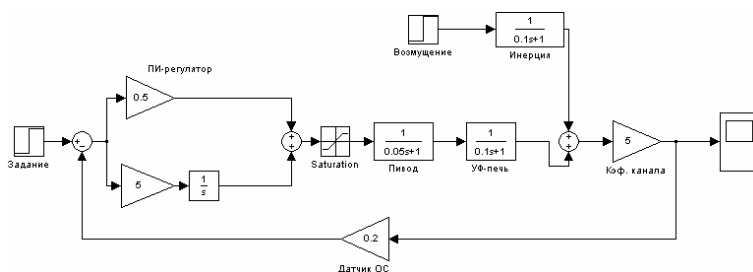 1
0.1s+1
Возмущение
Инерция
ПИ-регулятор
0.5
Задание
+
-
5
1
s
+
+
Saturation
1
0.05s+1
Пивод
1
0.1s+1
УФ-печь
+
+
5
Кэф. канала
0.2
Датчик ОС